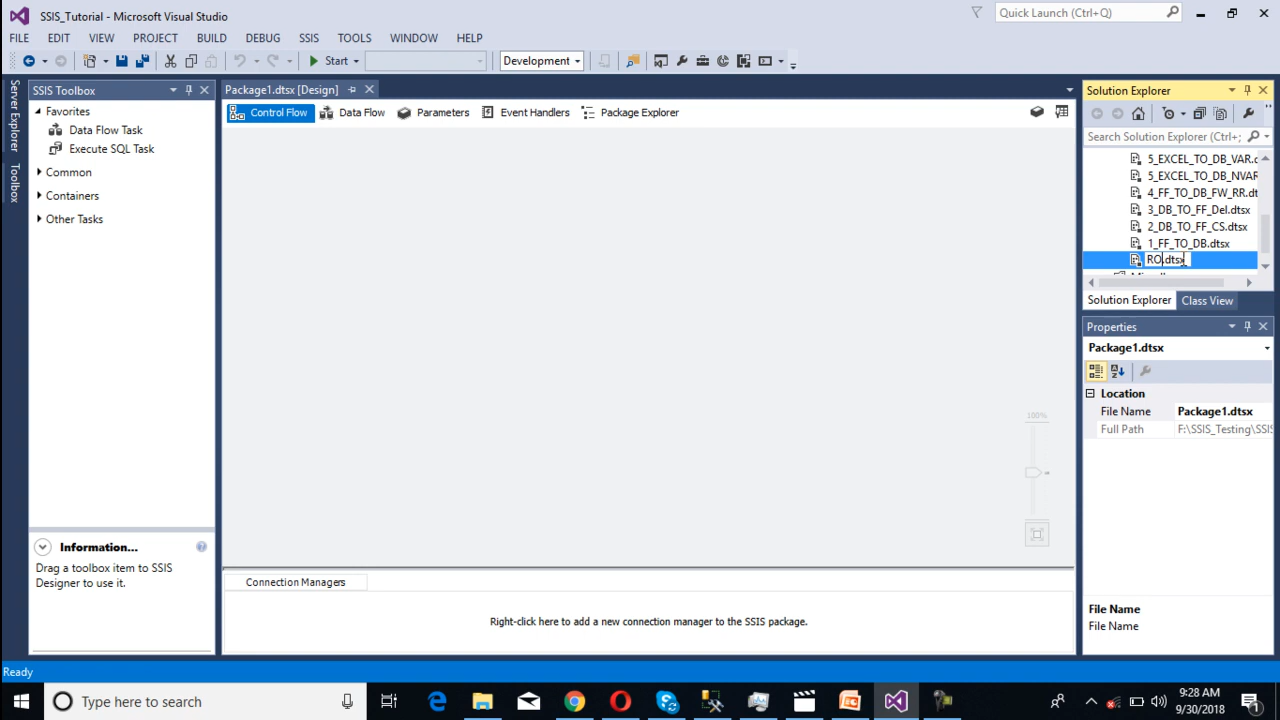 SSIS_Tutorial - Microsoft Visual Studio
Quick Launch (Ctrl+Q)
FILE EDIT VIEW PROJECT BUILD DEBUG SSIS TOOLS WINDOW HELP
Start Development
Server Explorer
Toolbox
SSIS Toolbox
Favorites
Data Flow Task
Execute SQL Task
Common
Containers
Other Tasks
Information...
Drag a toolbox item to SSIS
Designer to use it.
Package1.dtsx [Design]
Control Flow Data Flow Parameters Event Handlers Package Explorer
100%
Connection Managers
Right-click here to add a new connection manager to the SSIS package.
Solution Explorer
Search Solution Explorer (Ctrl+;
5_EXCEL_TO_DB_VAR.d
5_EXCEL_TO_DB_NVAR
4_FF_TO_DB_FW_RR.dt
3_DB_TO_FF_Del.dtsx
2_DB_TO_FF_CS.dtsx
1_FF_TO_DB.dtsx
RO.dtsx
Solution Explorer Class View
Properties
Package1.dtsx
Location
File Name Package1.dtsx
Full Path F:\SSIS_Testing\SSIS
File Name
File Name
Ready
Type here to search
9:28 AM
9/30/2018
1